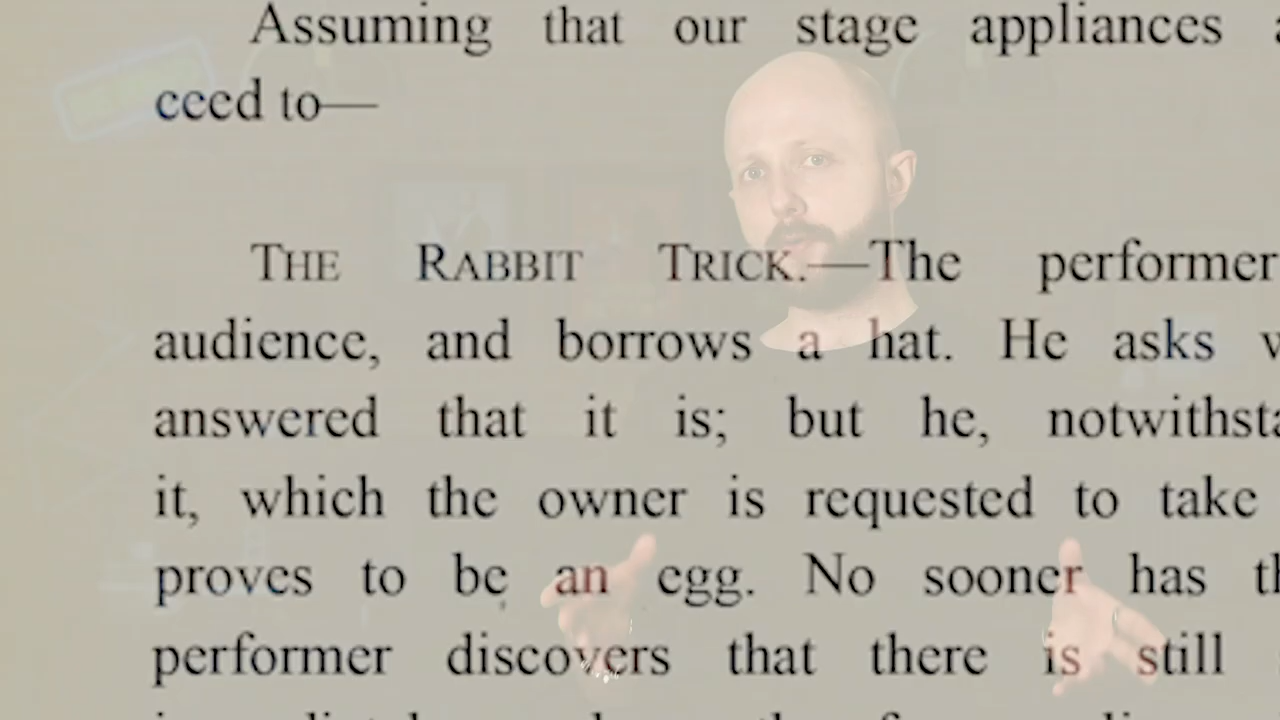 Assuming that our stage appliances
ceed to—
THE RABBIT TRICK.—The performer
audience, and borrows a hat. He asks
answered that it is; but he, notwithsta
it, which the owner is requested to take
proves to be an egg. No sooner has th
performer discovers that there is still